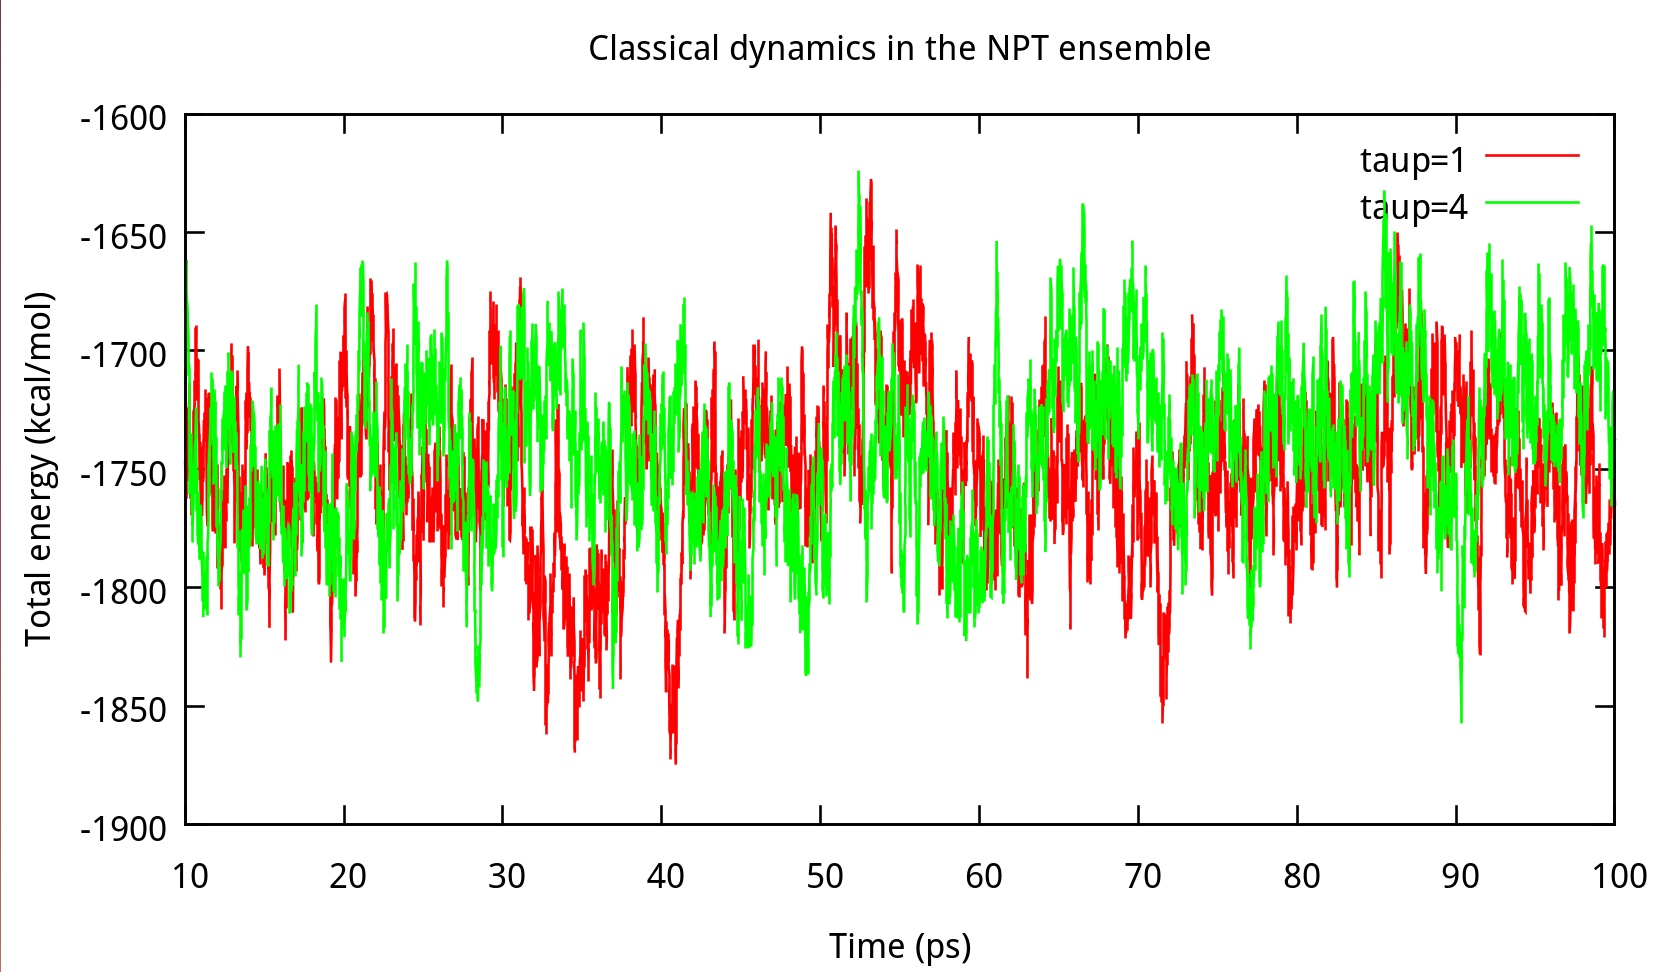 Classical dynamics in the NPT ensemble
-1600
-1650
-1700
-1750
-1800
-1850
-1900
Total energy (kcal/mol)
taup=1
taup=4
10 20 30 40 50 60 70 80 90 100
Time (ps)